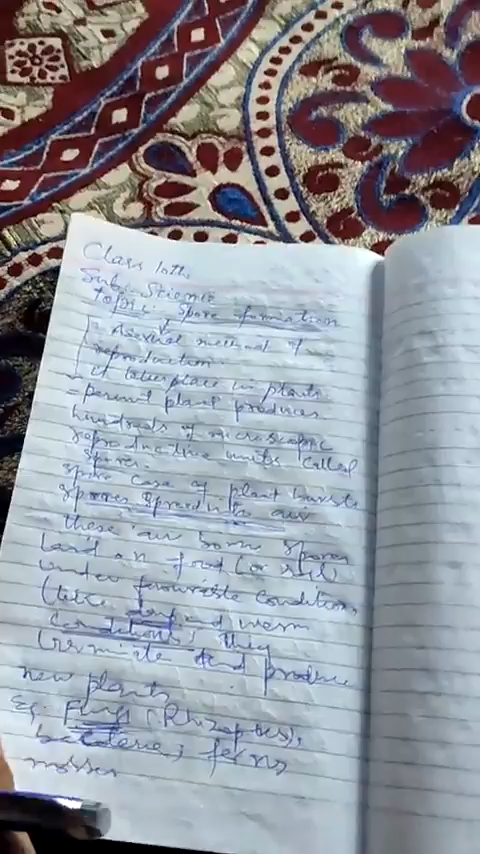 Class 10th
Sub:- Science
Topic: Spore formation
Asexual method of
reproduction.
- It takes place in plants.
- parent plant produces
hundreds of microscopic
reproductive units called
Spores.
spore case of plant bursts
spores spread into air
These air born spores
land on food (or soil)
under favourable condition,
(like damp and warm
conditions) they
Germinate and produce
new plants
Eg:- Fungi (Rhizopus),
bacteria, ferns
mosses